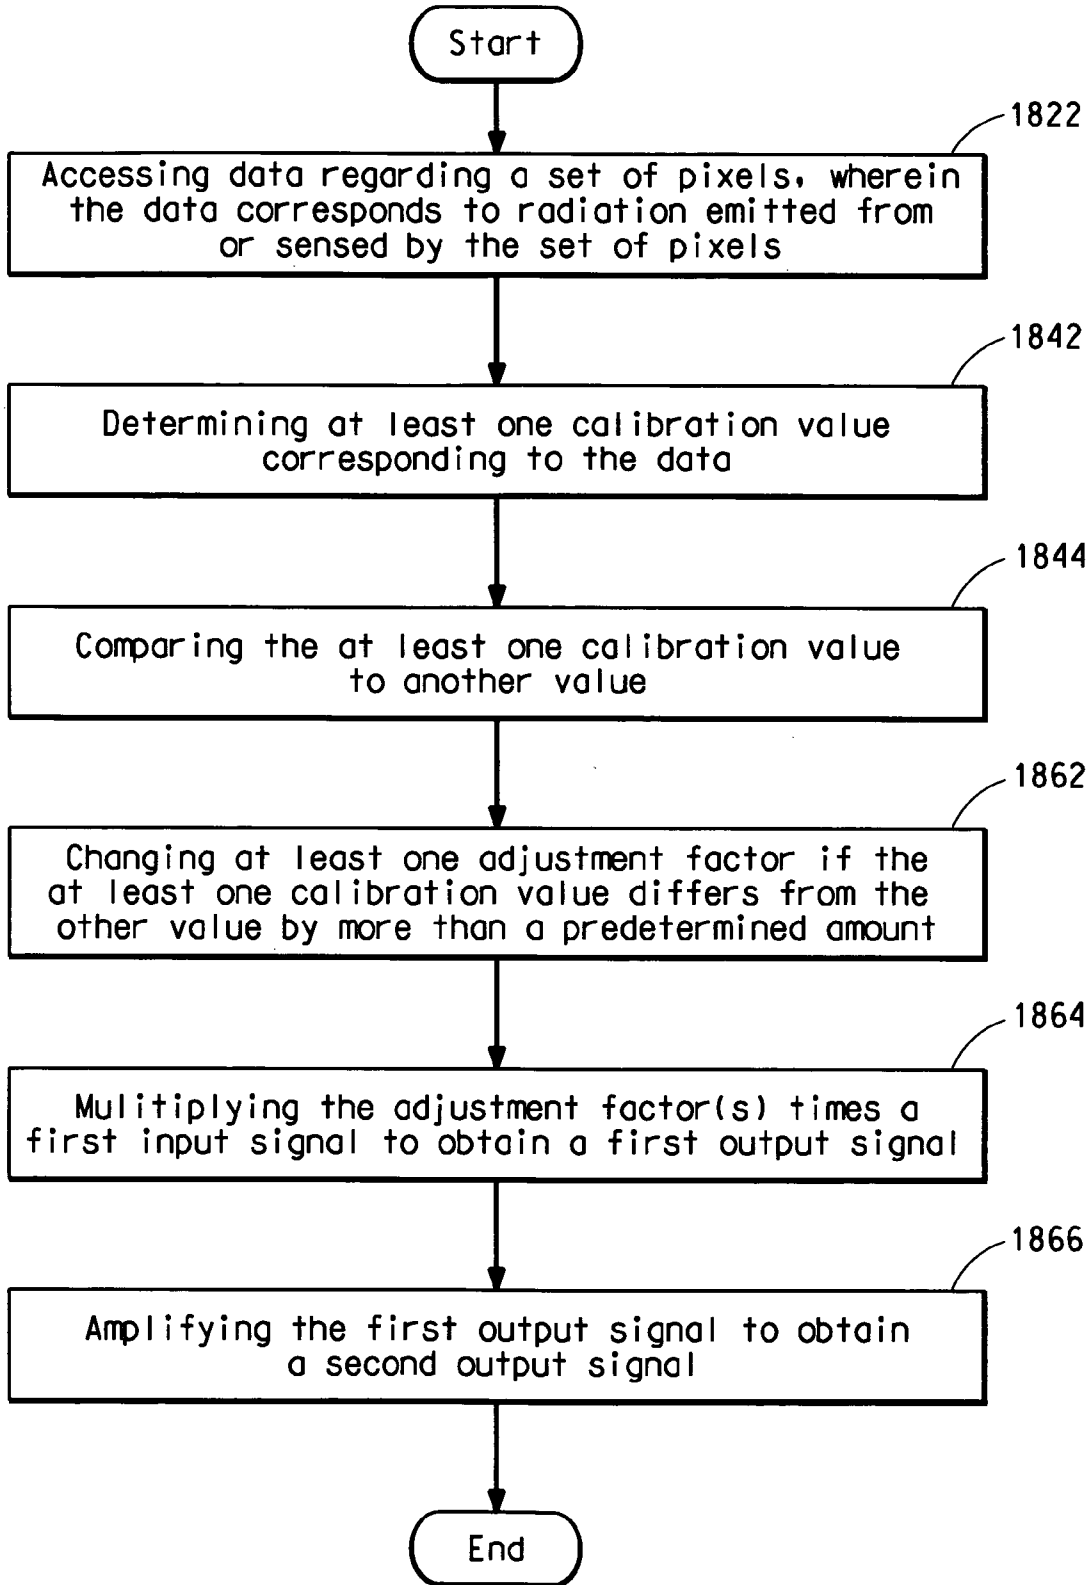 Start
1822
Accessing data regarding a set of pixels, wherein
the data corresponds to radiation emitted from
or sensed by the set of pixels
1842
Determining at least one calibration value
corresponding to the data
1844
Comparing the at least one calibration value
to another value
1862
Changing at least one adjustment factor if the
at least one calibration value differs from the
other value by more than a predetermined amount
1864
Mulitiplying the adjustment factor(s) times a
first input signal to obtain a first output signal
1866
Amplifying the first output signal to obtain
a second output signal
End